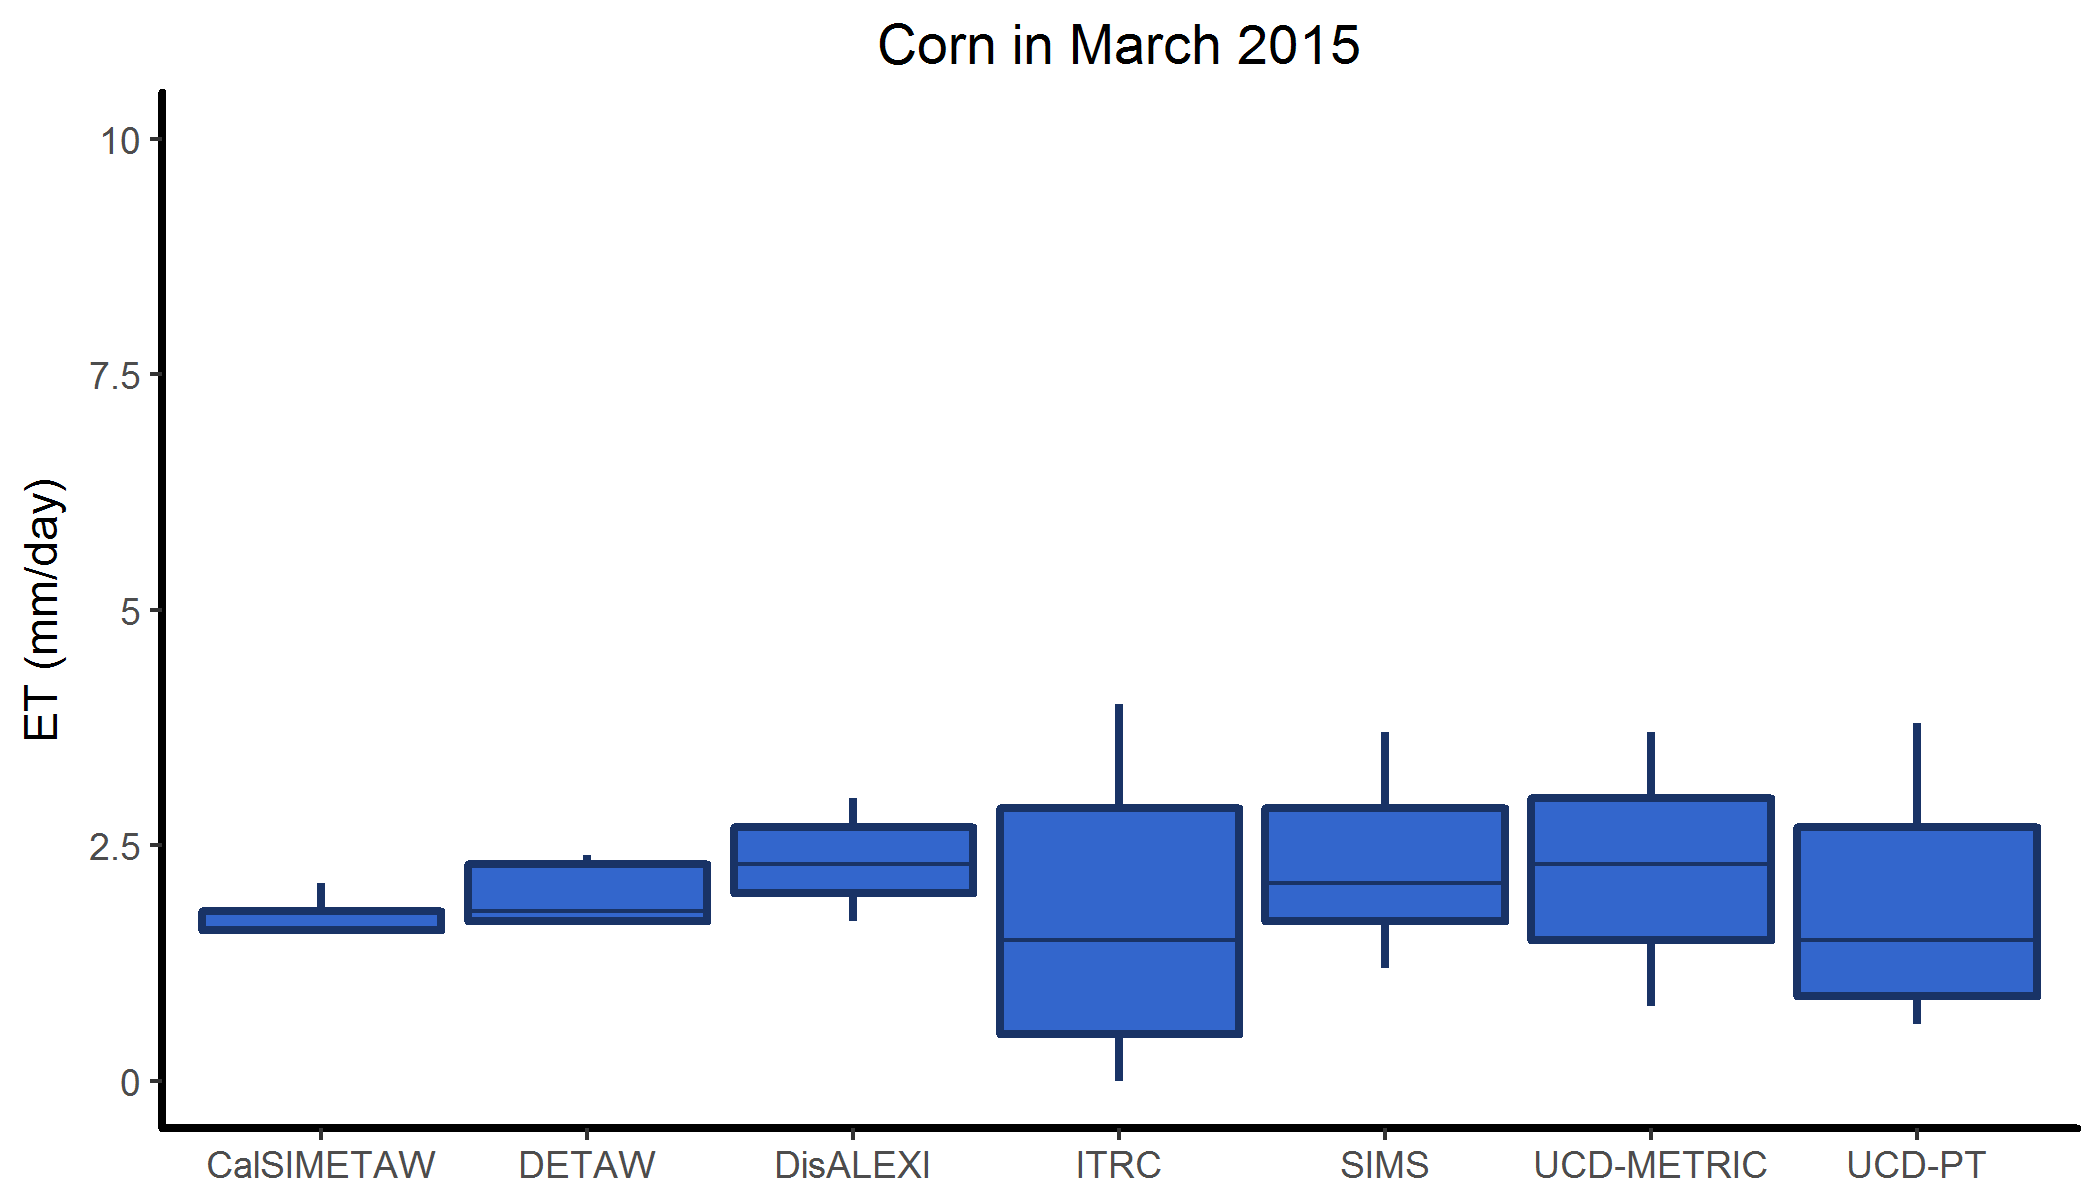 Corn in March 2015
ET (mm/day)
10
7.5
5
2.5
0
CalSIMETAW DETAW DisALEXI ITRC SIMS UCD-METRIC UCD-PT